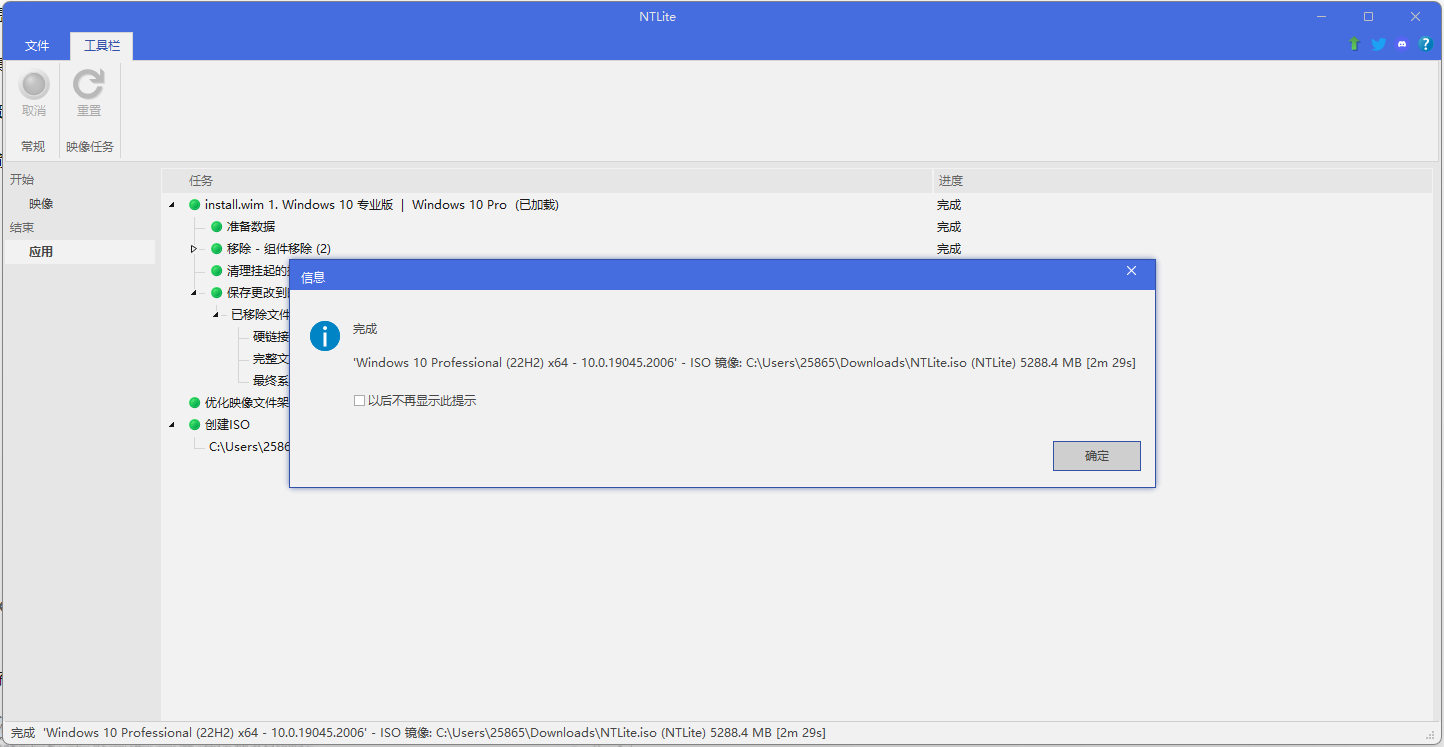 NTLite
文件 工具栏
取消 重置
常规 映像任务
开始
映像
结束
应用
任务 进度
install.wim 1. Windows 10 专业版 | Windows 10 Pro (已加载) 完成
准备数据 完成
移除 - 组件移除 (2) 完成
清理挂起的
保存更改到
已移除文件
硬链接
完整文
最终系
优化映像文件架
创建ISO
C:\Users\2586
信息
完成
'Windows 10 Professional (22H2) x64 - 10.0.19045.2006' - ISO 镜像: C:\Users\25865\Downloads\NTLite.iso (NTLite) 5288.4 MB [2m 29s]
以后不再显示此提示
确定
完成 'Windows 10 Professional (22H2) x64 - 10.0.19045.2006' - ISO 镜像: C:\Users\25865\Downloads\NTLite.iso (NTLite) 5288.4 MB [2m 29s]